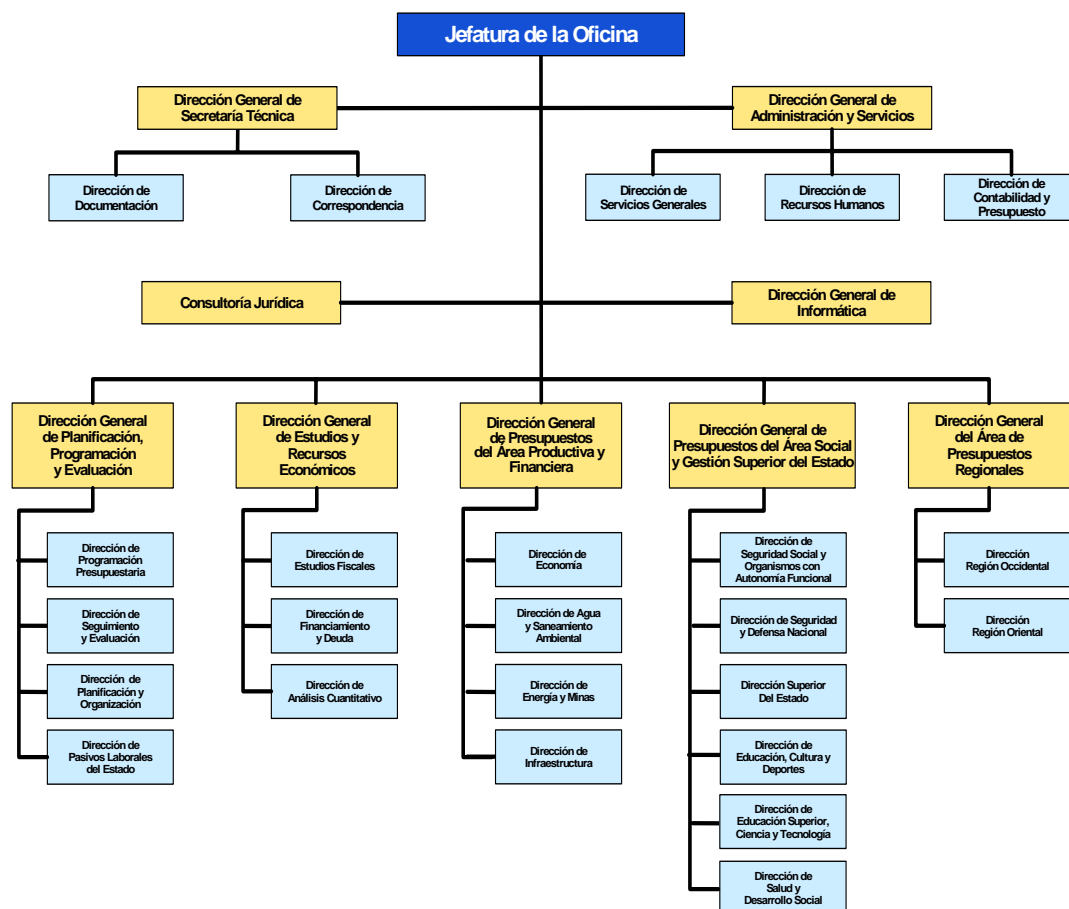 Jefatura de la Oficina
Dirección General de
Secretaría Técnica
Dirección General de
Administración y Servicios
Dirección de
Documentación
Dirección de
Correspondencia
Dirección de
Servicios Generales
Dirección de
Recursos Humanos
Dirección de
Contabilidad y
Presupuesto
Consultoría Jurídica
Dirección General de
Informática
Dirección General
de Planificación,
Programación
y Evaluación
Dirección General
de Estudios y
Recursos
Económicos
Dirección General
de Presupuestos
del Área Productiva y
Financiera
Dirección General de
Presupuestos del Área Social
y Gestión Superior del Estado
Dirección General
del Área de
Presupuestos
Regionales
Dirección de
Programación
Presupuestaria
Dirección de
Seguimiento
y Evaluación
Dirección de
Planificación y
Organización
Dirección de
Pasivos Laborales
del Estado
Dirección de
Estudios Fiscales
Dirección de
Financiamiento
y Deuda
Dirección de
Análisis Cuantitativo
Dirección de
Economía
Dirección de Agua
y Saneamiento
Ambiental
Dirección de
Energía y Minas
Dirección de
Infraestructura
Dirección de
Seguridad Social y
Organismos con
Autonomía Funcional
Dirección de Seguridad
y Defensa Nacional
Dirección Superior
Del Estado
Dirección de
Educación, Cultura y
Deportes
Dirección de
Educación Superior,
Ciencia y Tecnología
Dirección de
Salud y
Desarrollo Social
Dirección
Región Occidental
Dirección
Región Oriental